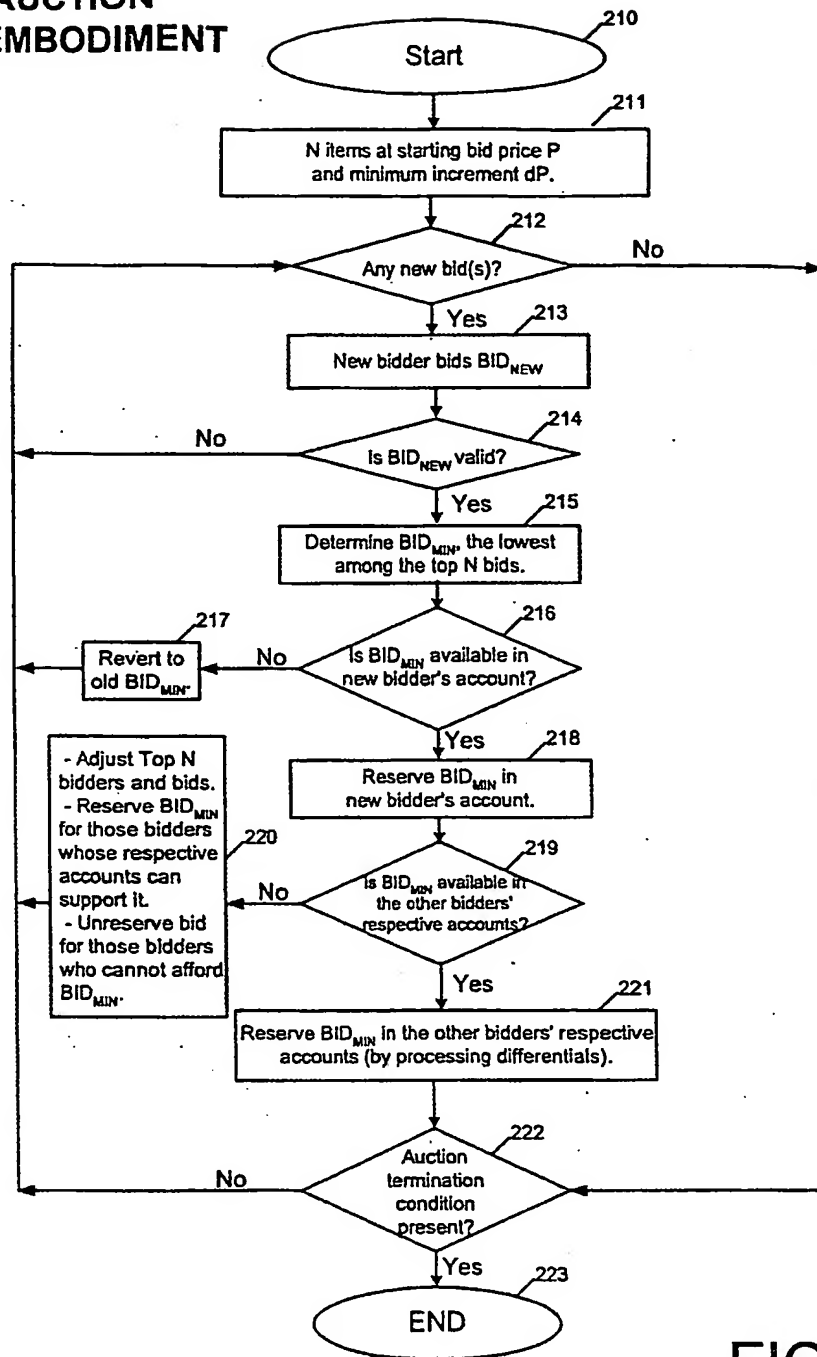 AUCTION
EMBODIMENT
210
Start
211
N items at starting bid price P
and minimum increment dP.
212
Any new bid(s)?
No
Yes
213
New bidder bids BID_NEW
214
No
Is BID_NEW valid?
Yes
215
Determine BID_MIN, the lowest
among the top N bids.
216
217
Revert to
old BID_MIN.
No
Is BID_MIN available in
new bidder's account?
Yes
218
Reserve BID_MIN in
new bidder's account.
- Adjust Top N
bidders and bids.
- Reserve BID_MIN
for those bidders
whose respective
accounts can
support it.
- Unreserve bid
for those bidders
who cannot afford
BID_MIN.
220
219
No
Is BID_MIN available in
the other bidders'
respective accounts?
Yes
221
Reserve BID_MIN in the other bidders' respective
accounts (by processing differentials).
222
No
Auction
termination
condition
present?
Yes
223
END
FIG